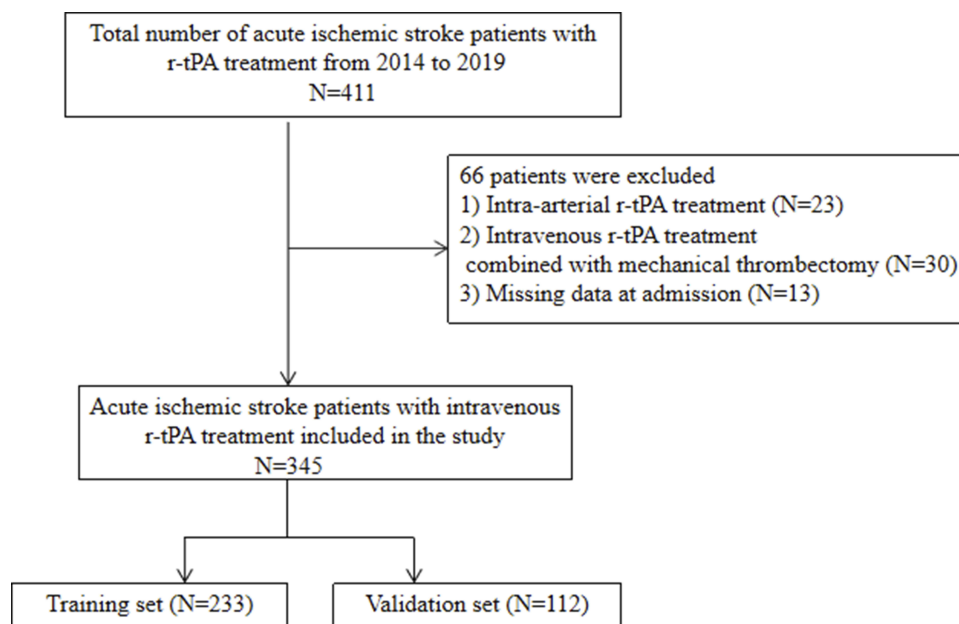 Total number of acute ischemic stroke patients with
r-tPA treatment from 2014 to 2019
N=411
66 patients were excluded
1) Intra-arterial r-tPA treatment (N=23)
2) Intravenous r-tPA treatment
combined with mechanical thrombectomy (N=30)
3) Missing data at admission (N=13)
Acute ischemic stroke patients with intravenous
r-tPA treatment included in the study
N=345
Training set (N=233)
Validation set (N=112)